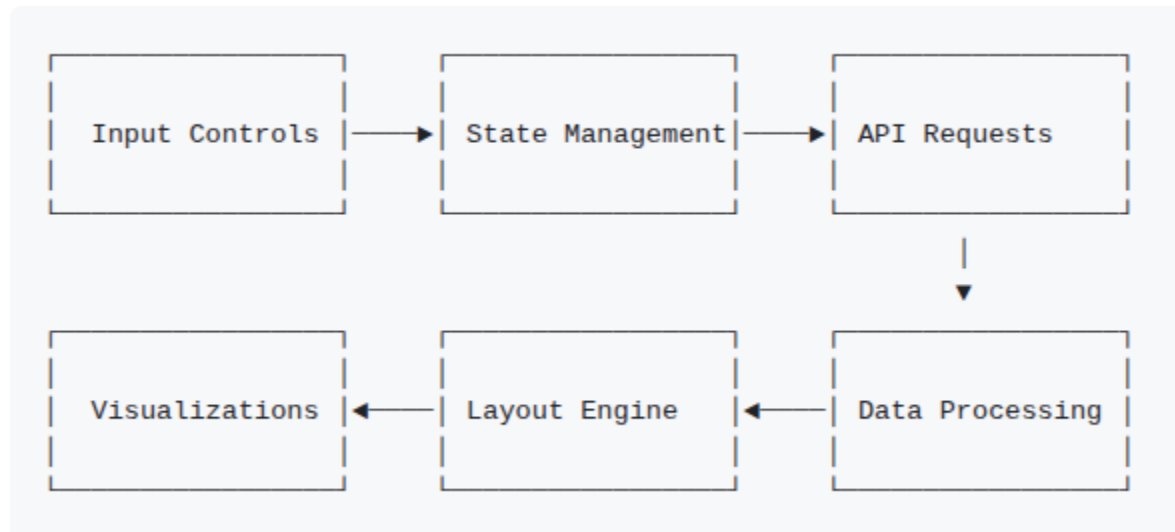 Input Controls
State Management
API Requests
Visualizations
Layout Engine
Data Processing